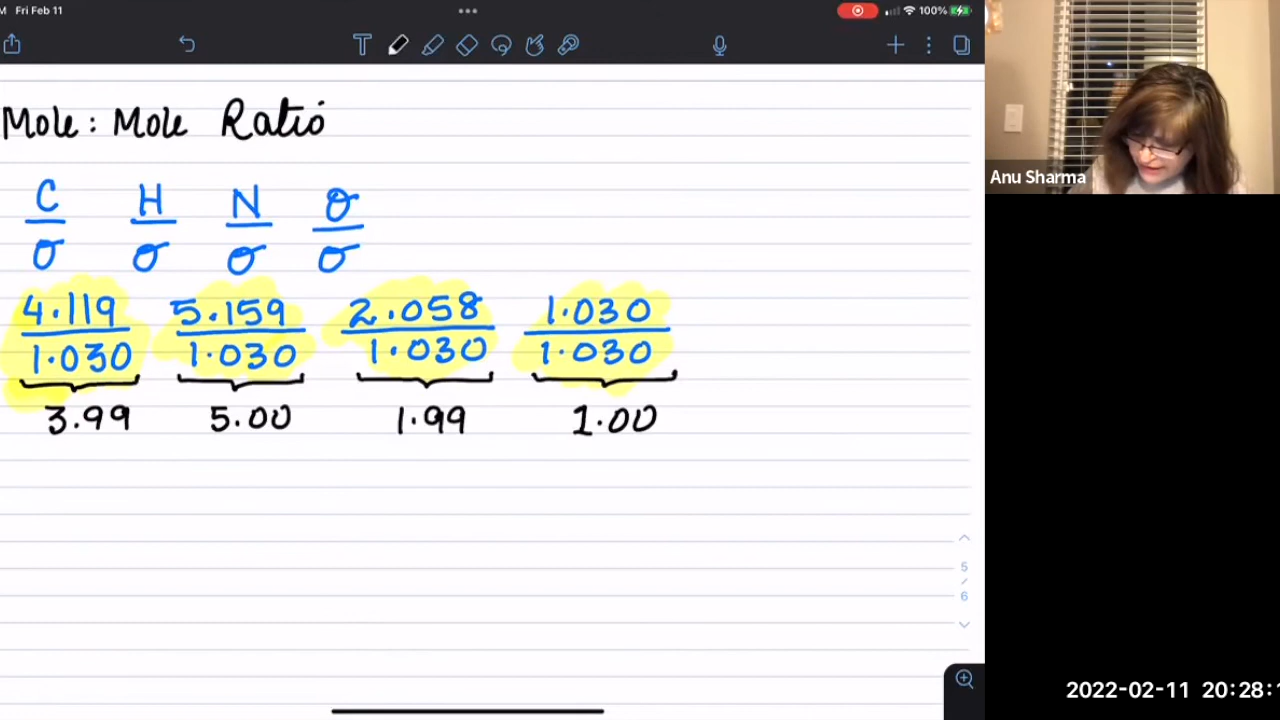 M Fri Feb 11
100%
T
Mole : Mole Ratio
C H N O
O O O O
4.119 5.159 2.058 1.030
1.030 1.030 1.030 1.030
3.99 5.00 1.99 1.00
Anu Sharma
5
6
2022-02-11 20:28: